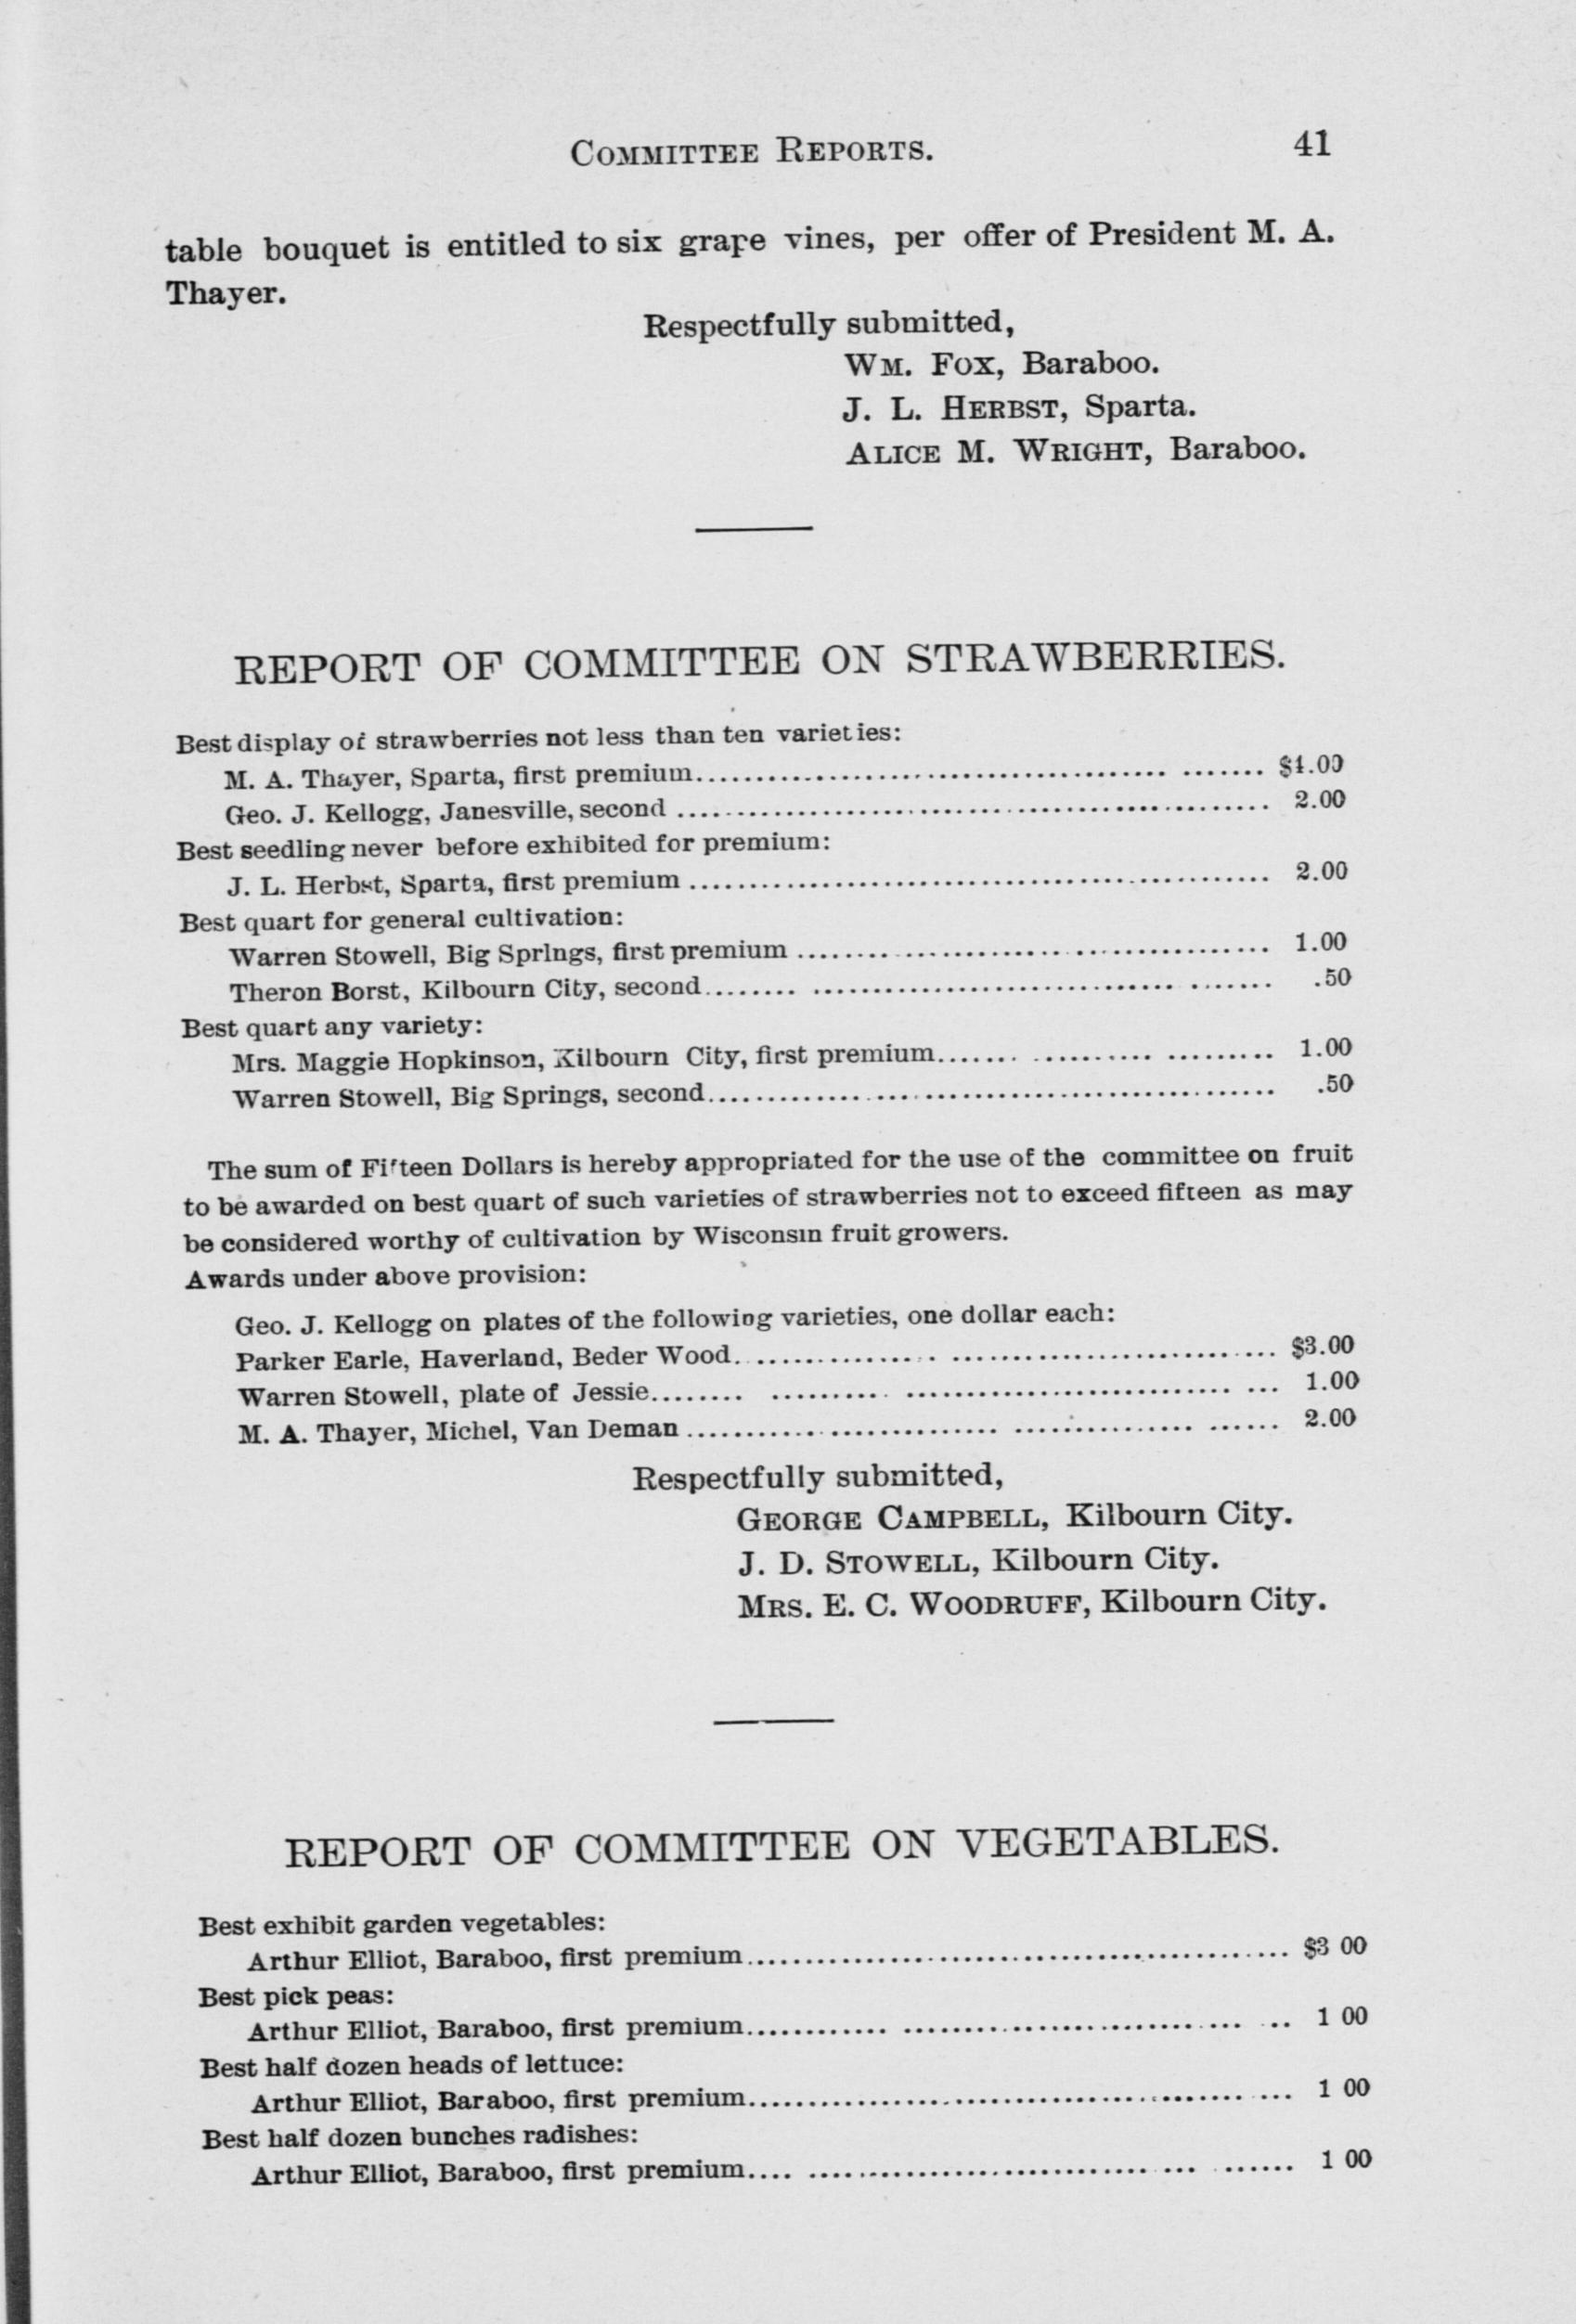 COMMITTEE REPORTS. 41
table bouquet is entitled to six grape vines, per offer of President M. A.
Thayer.
Respectfully submitted,
WM. FOX, Baraboo.
J. L. HERBST, Sparta.
ALICE M. WRIGHT, Baraboo.
REPORT OF COMMITTEE ON STRAWBERRIES.
Best display of strawberries not less than ten varieties:
M. A. Thayer, Sparta, first premium
Geo. J. Kellogg, Janesville, second 2.00
Best seedling never before exhibited for premium:
J. L. Herbst, Sparta, first premium 2.00
Best quart for general cultivation:
Warren Stowell, Big Springs, first premium 1.00
Theron Borst, Kilbourn City, second .50
Best quart any variety:
Mrs. Maggie Hopkinson, Kilbourn City, first premium 1.00
Warren Stowell, Big Springs, second .50
The sum of Fifteen Dollars is hereby appropriated for the use of the committee on fruit
to be awarded on best quart of such varieties of strawberries not to exceed fifteen as may
be considered worthy of cultivation by Wisconsin fruit growers.
Awards under above provision:
Geo. J. Kellogg on plates of the following varieties, one dollar each:
Parker Earle, Haverland, Beder Wood. $3.00
Warren Stowell, plate of Jessie 1.00
M. A. Thayer, Michel, Van Deman 2.00
Respectfully submitted,
GEORGE CAMPBELL, Kilbourn City.
J. D. STOWELL, Kilbourn City.
MRS. E. C. WOODRUFF, Kilbourn City.
REPORT OF COMMITTEE ON VEGETABLES.
Best exhibit garden vegetables:
Arthur Elliot, Baraboo, first premium $3 00
Best pick peas:
Arthur Elliot, Baraboo, first premium 1 00
Best half dozen heads of lettuce:
Arthur Elliot, Baraboo, first premium 1 00
Best half dozen bunches radishes:
Arthur Elliot, Baraboo, first premium 1 00